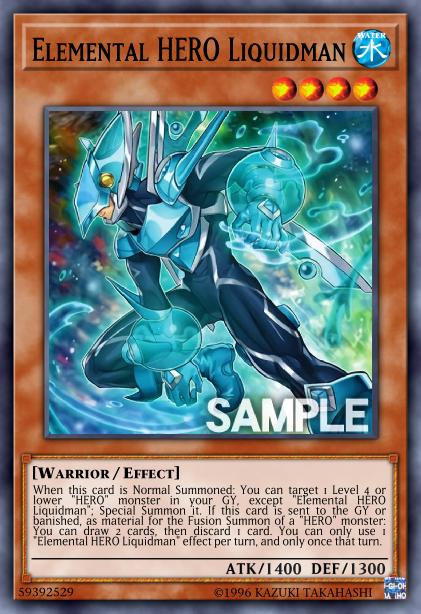 Elemental HERO Liquidman
WATER
水
SAMPLE
[Warrior / Effect]
When this card is Normal Summoned: You can target 1 Level 4 or
lower "HERO" monster in your GY, except "Elemental HERO
Liquidman"; Special Summon it. If this card is sent to the GY or
banished, as material for the Fusion Summon of a "HERO" monster:
You can draw 2 cards, then discard 1 card. You can only use 1
"Elemental HERO Liquidman" effect per turn, and only once that turn.
ATK/1400 DEF/1300
59392529
©1996 KAZUKI TAKAHASHI